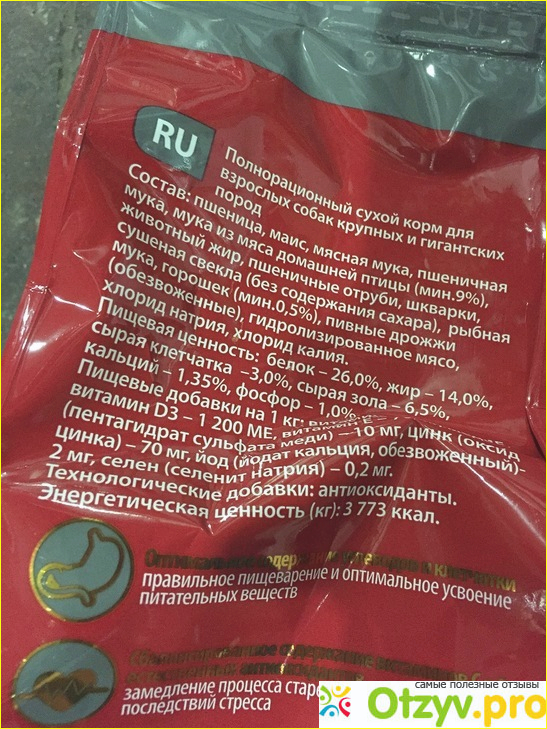 RU
Полнорационный сухой корм для
взрослых собак крупных и гигантских
пород
Состав: пшеница, маис, мясная мука, пшеничная
мука, мука из мяса домашней птицы (мин.9%),
животный жир, пшеничные отруби, шкварки,
сушеная свекла (без содержания сахара), рыбная
мука, горошек (мин.0,5%), пивные дрожжи
(обезвоженные), гидролизированное мясо,
хлорид натрия, хлорид калия.
Пищевая ценность: белок – 26,0%, жир – 14,0%,
сырая клетчатка –3,0%, сырая зола – 6,5%,
кальций – 1,35%, фосфор – 1,0%
Пищевые добавки на 1 кг:
витамин D3 – 1 200 МЕ,
(пентагидрат сульфата меди) – 10 мг, цинк (оксид
цинка) – 70 мг, йод (йодат кальция, обезвоженный)-
2 мг, селен (селенит натрия) – 0,2 мг.
Технологические добавки: антиоксиданты.
Энергетическая ценность (кг): 3 773 ккал.
Оптимальное содержание углеводов и клетчатки
правильное пищеварение и оптимальное усвоение
питательных веществ
содержание
замедление процесса
последствий стресса
самые полезные отзывы
Otzyv.pro